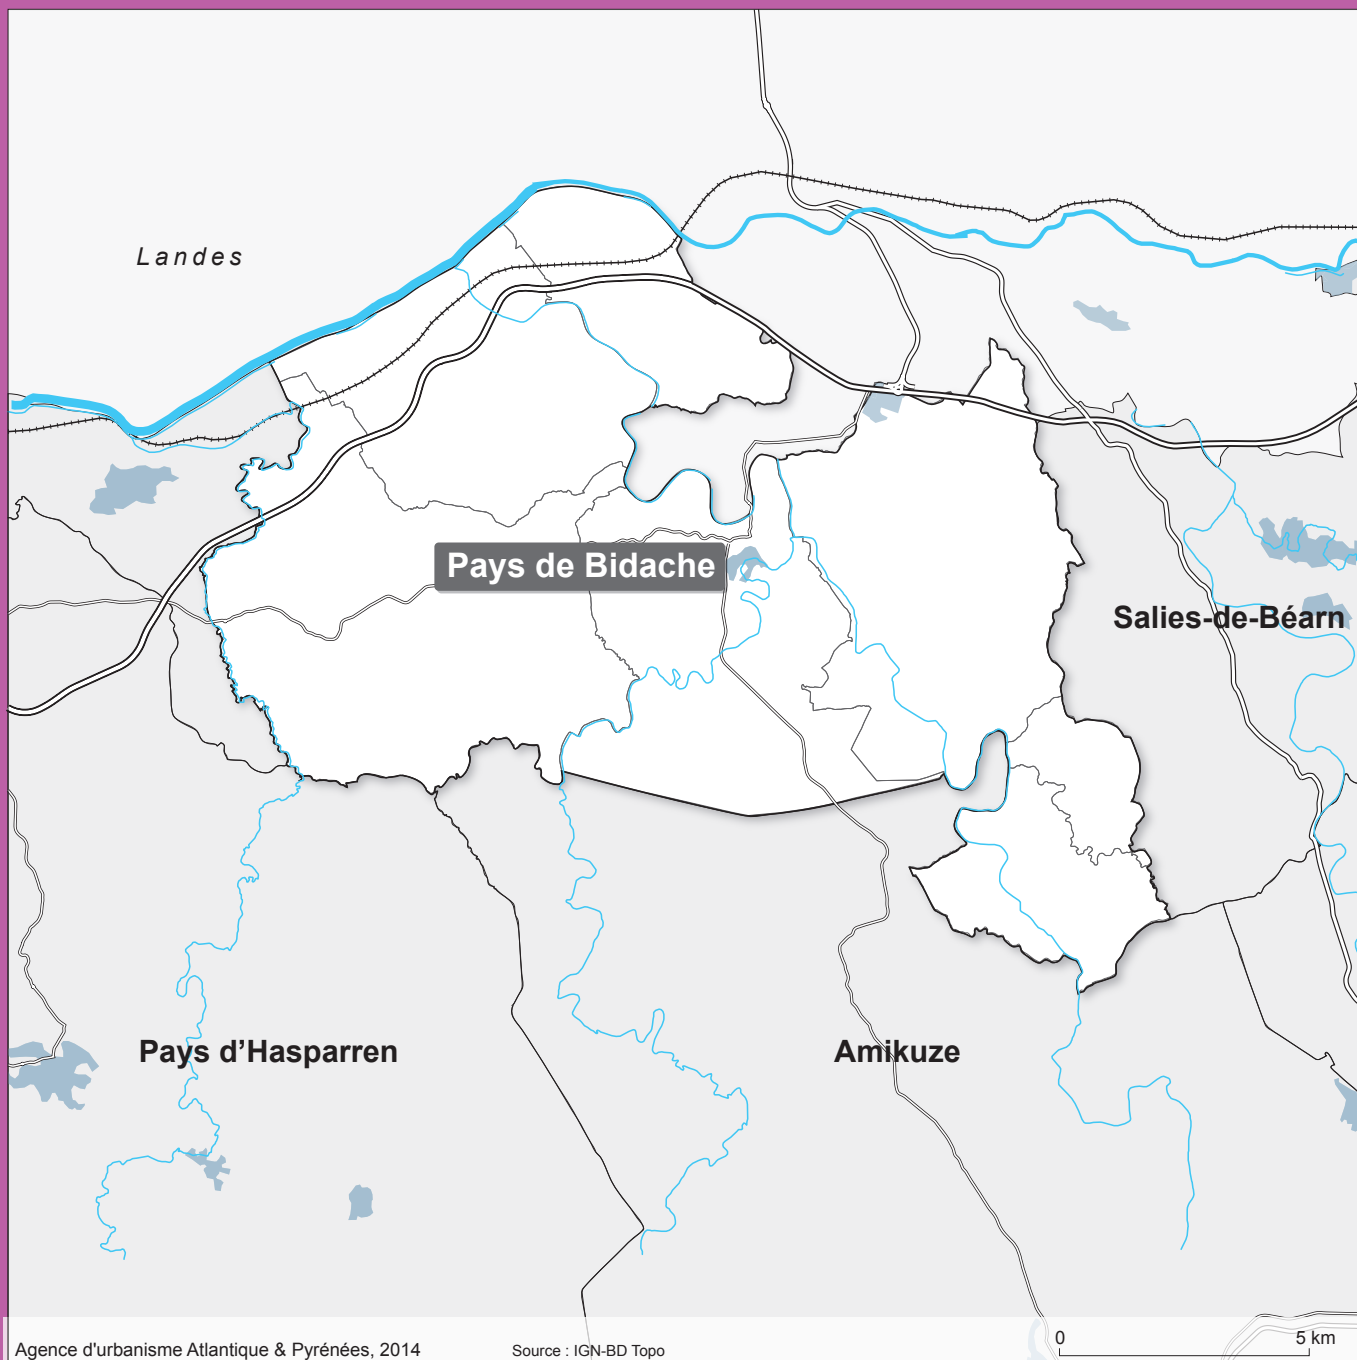 Landes
Pays de Bidache
Salies-de-Béarn
Pays d’Hasparren
Amikuze
0 5 km
Agence d'urbanisme Atlantique & Pyrénées, 2014
Source : IGN-BD Topo